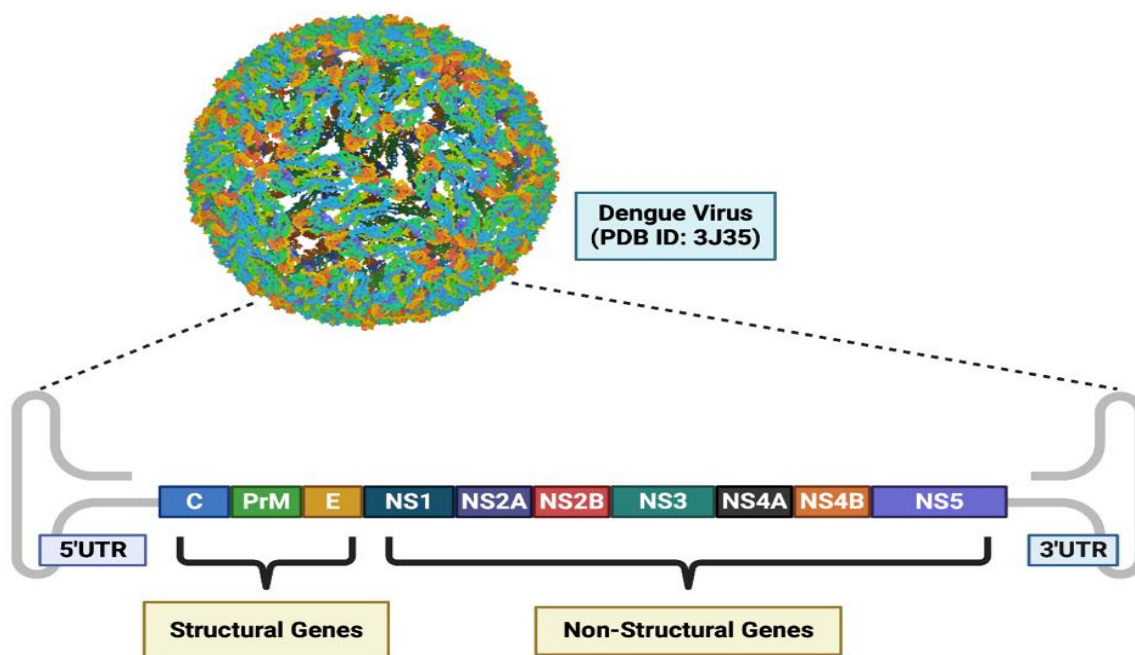 Dengue Virus
(PDB ID: 3J35)
C PrM E NS1 NS2A NS2B NS3 NS4A NS4B NS5
5'UTR
3'UTR
Structural Genes
Non-Structural Genes